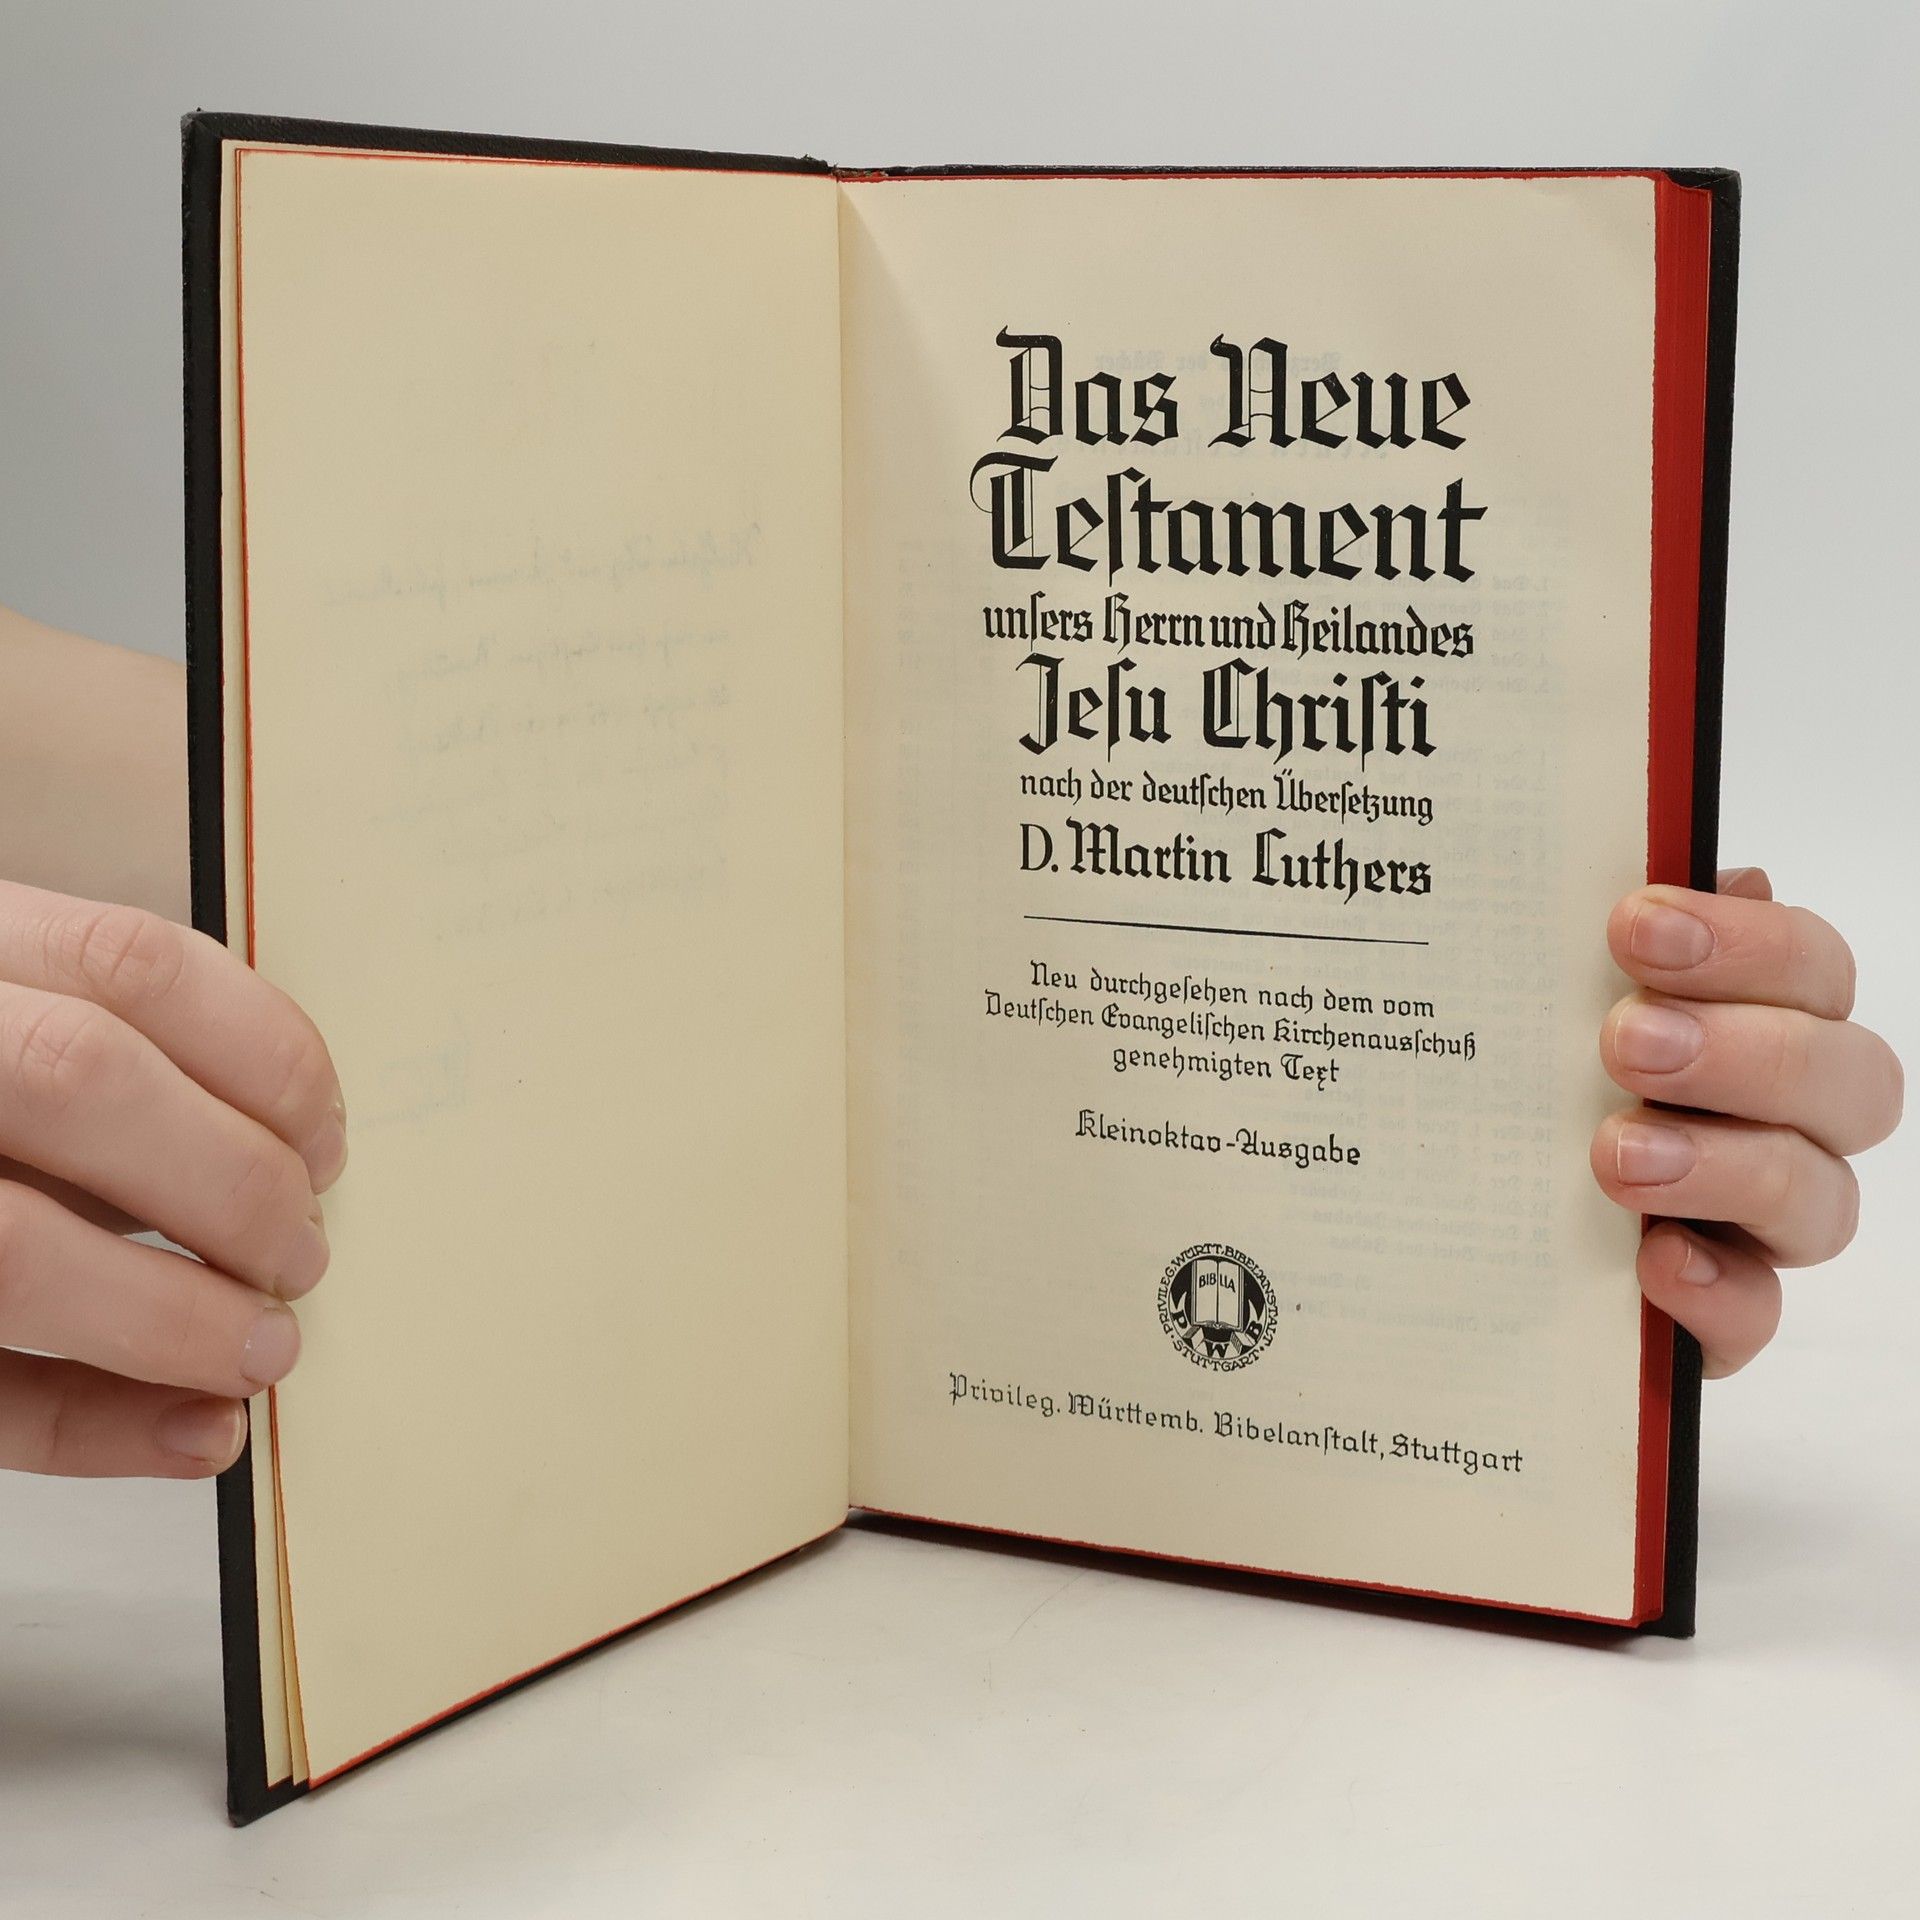 Das Neue
Teſtament
unſers Herrn und Heilandes
Jeſu Chriſti
nach der deutſchen Überſetzung
D. Martin Luthers
Neu durchgeſehen nach dem vom
Deutſchen Evangeliſchen Kirchenausſchuß
genehmigten Text
Kleinoktav-Ausgabe
PRIVILEG. WÜRTT. BIBELANSTALT · STUTTGART ·
BIBLIA
P W B
Privileg. Württemb. Bibelanſtalt, Stuttgart